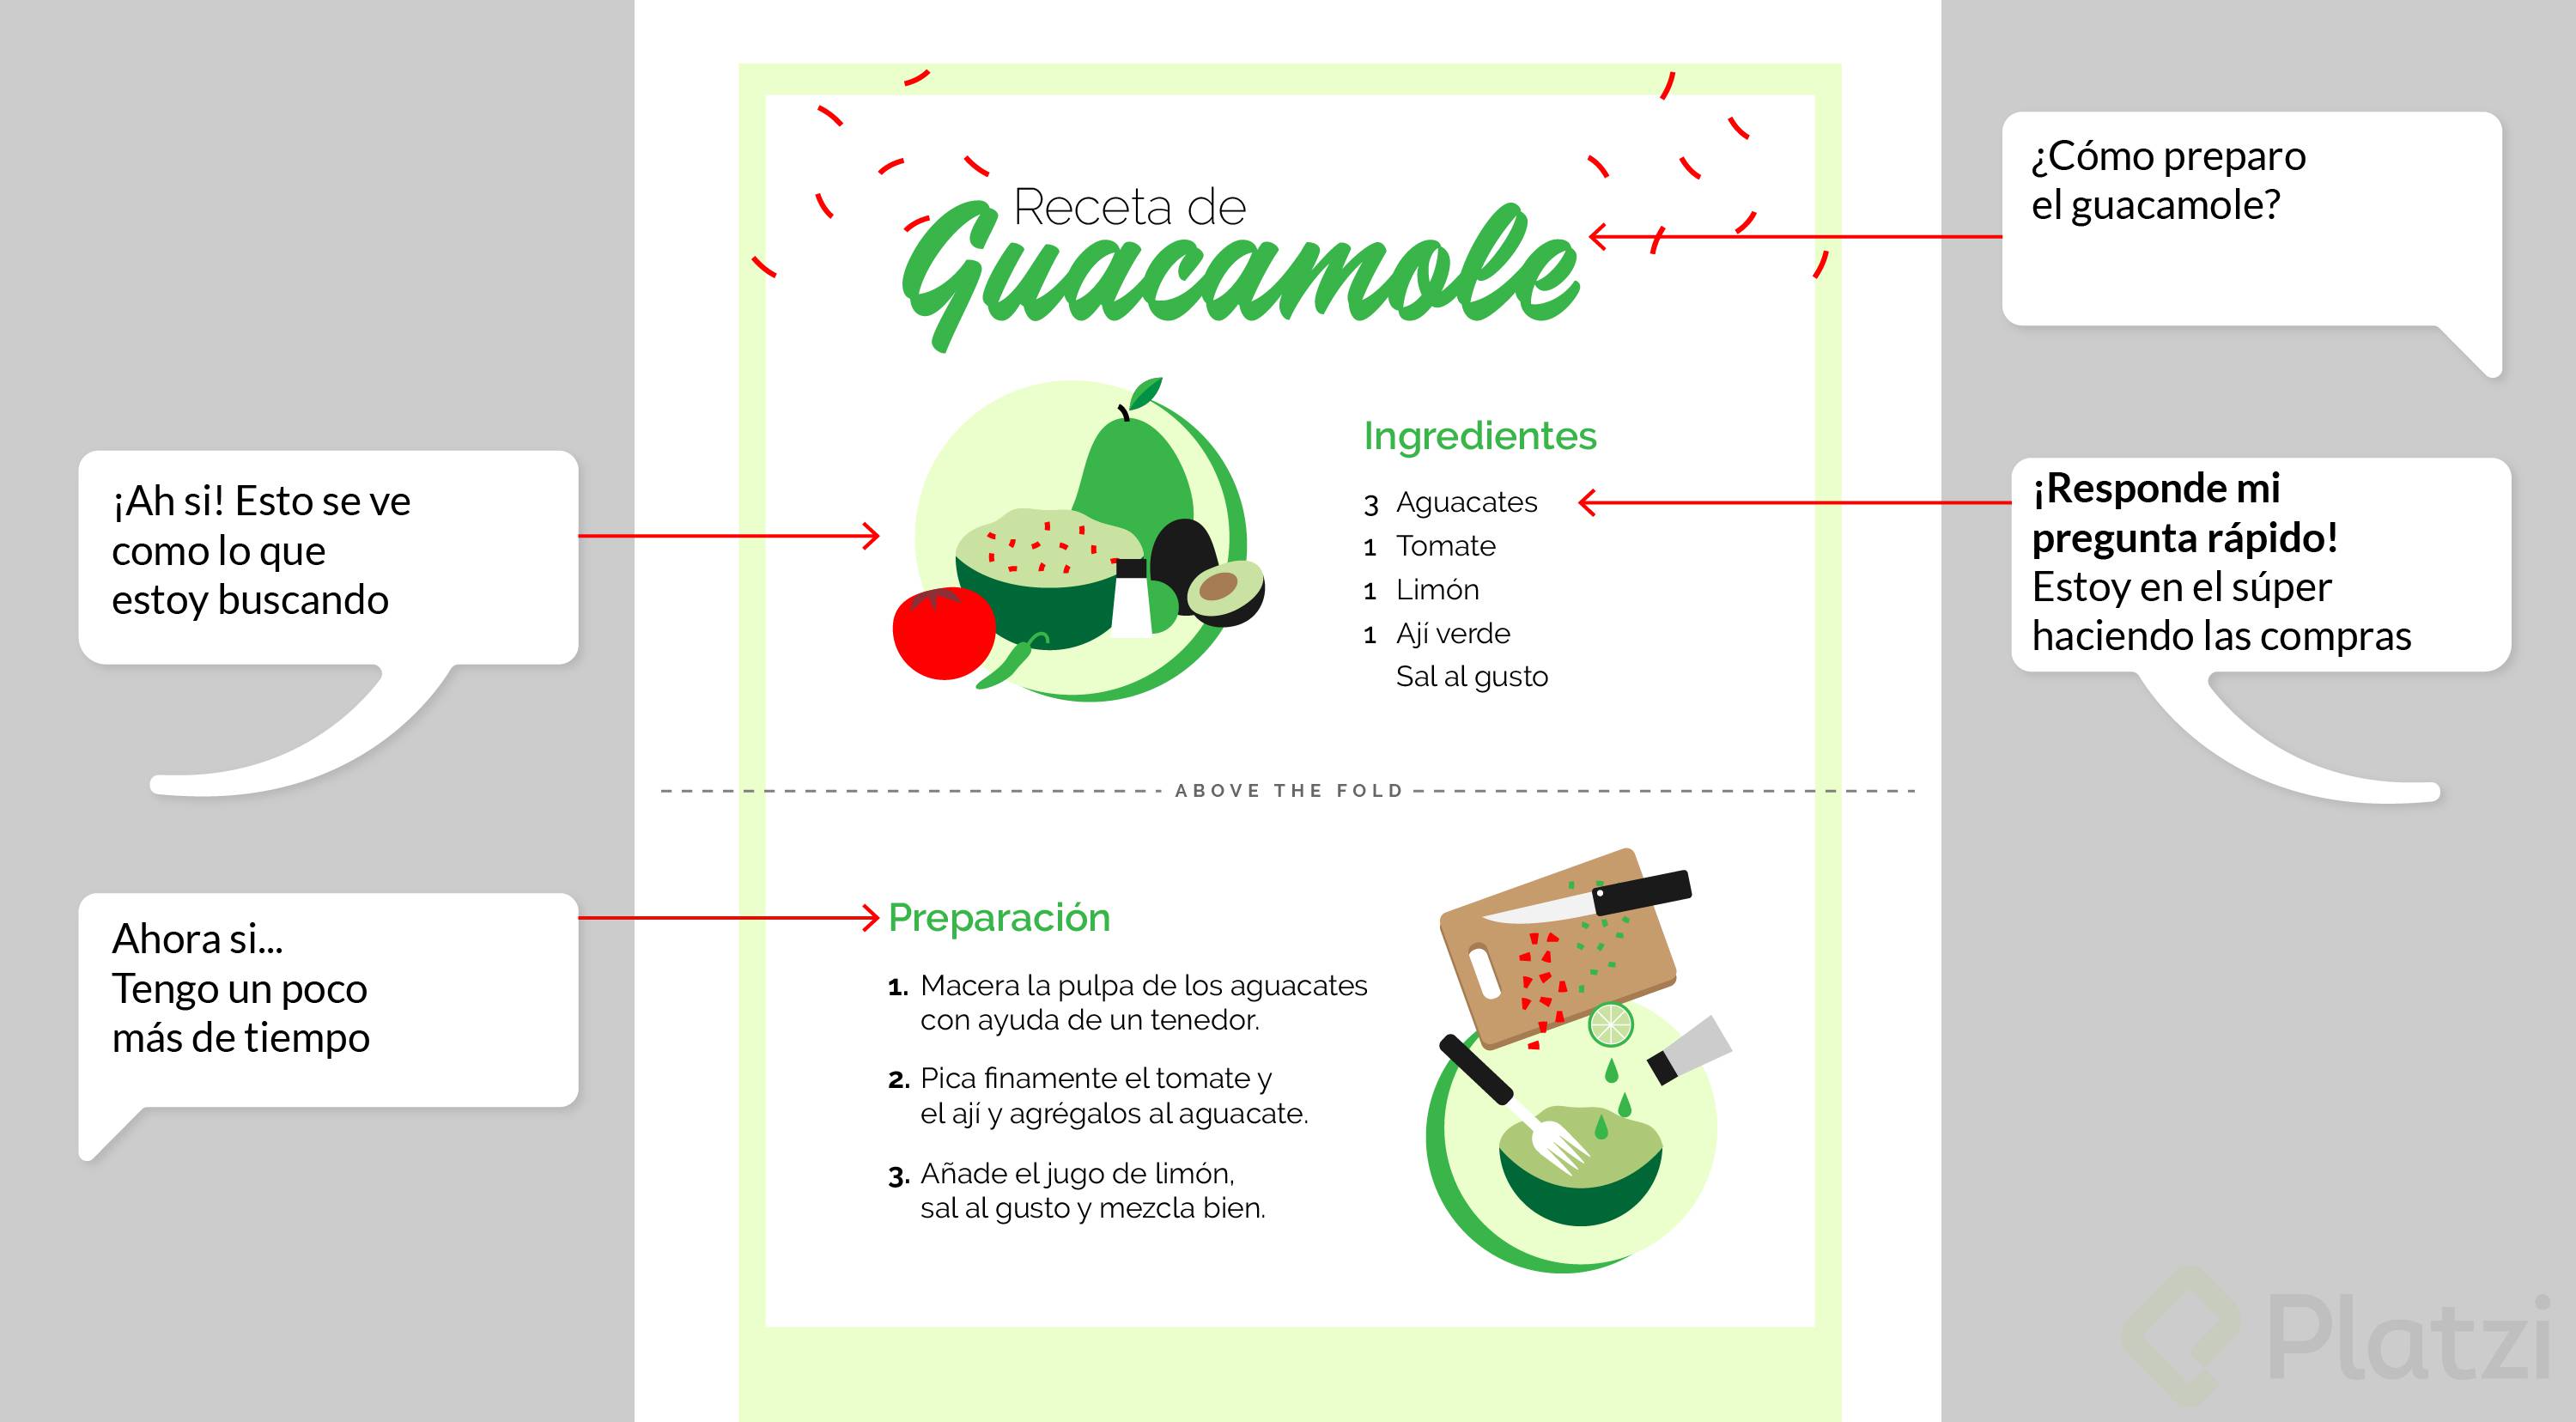 ¿Cómo preparo
el guacamole?
Receta de
Guacamole
¡Ah si! Esto se ve
como lo que
estoy buscando
Ingredientes
3 Aguacates
1 Tomate
1 Limón
1 Ají verde
Sal al gusto
¡Responde mi
pregunta rápido!
Estoy en el súper
haciendo las compras
ABOVE THE FOLD
Ahora si...
Tengo un poco
más de tiempo
Preparación
1. Macera la pulpa de los aguacates
con ayuda de un tenedor.
2. Pica finamente el tomate y
el ají y agrégalos al aguacate.
3. Añade el jugo de limón,
sal al gusto y mezcla bien.
Platzi